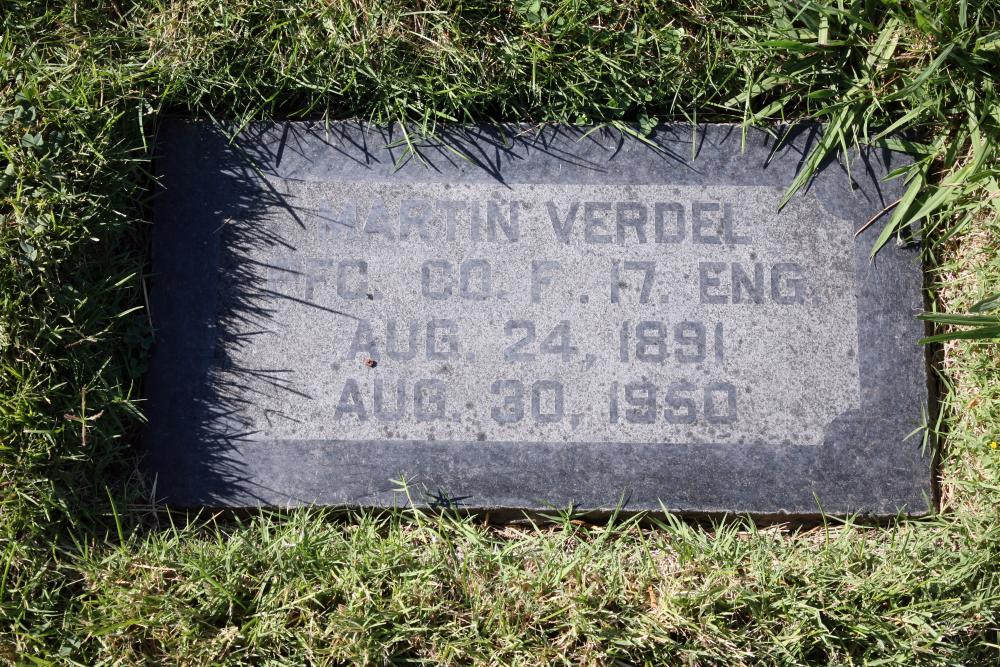 MARTIN VERDEL
PFC. CO. F. 17. ENG.
AUG. 24, 1891
AUG. 30, 1950